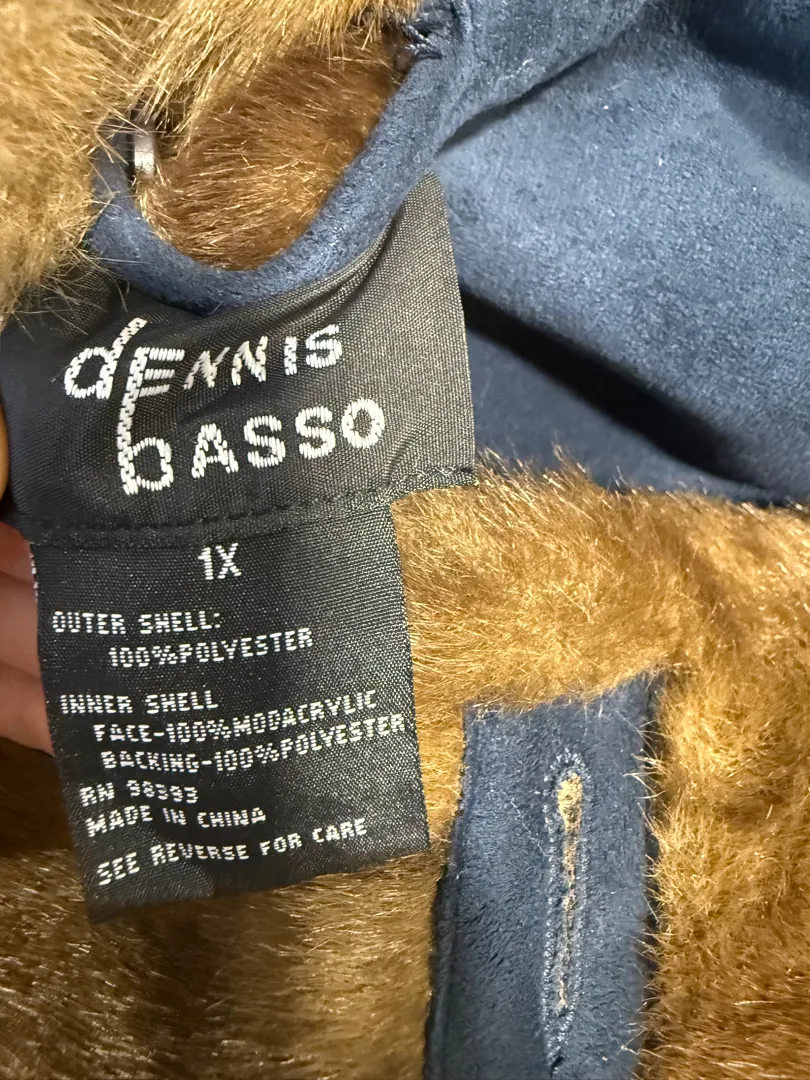 dENNIS
bASSO
1X
OUTER SHELL:
100%POLYESTER
INNER SHELL
FACE-100%MODACRYLIC
BACKING-100%POLYESTER
RN 98393
MADE IN CHINA
SEE REVERSE FOR CARE